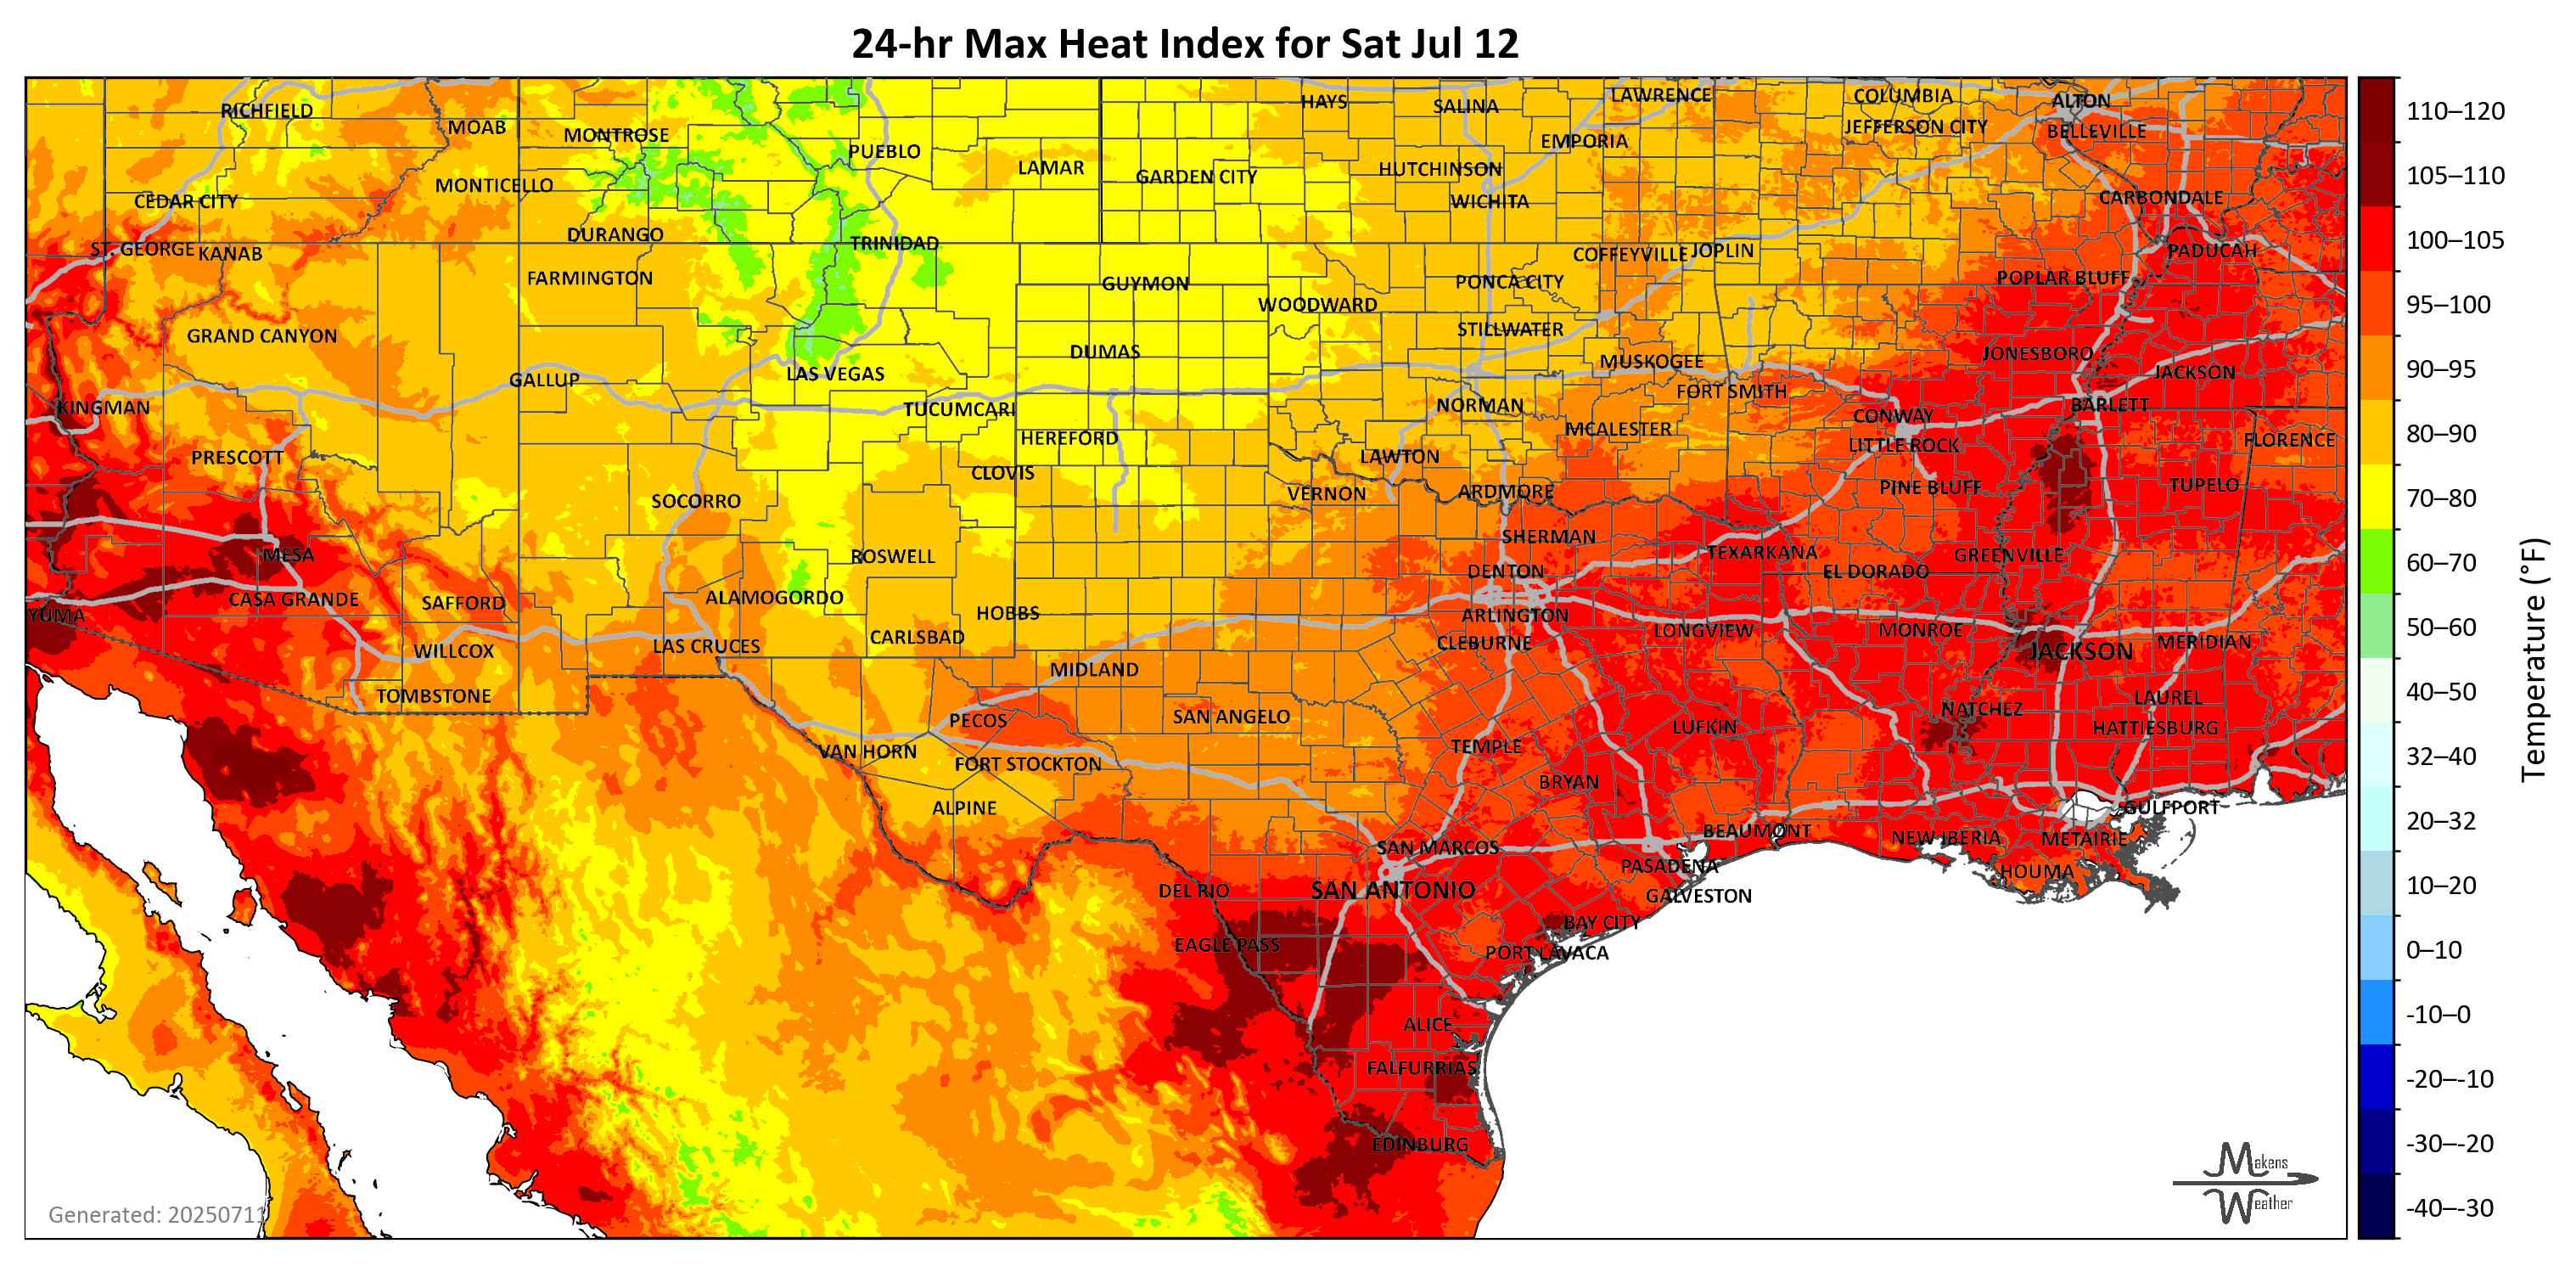 24-hr Max Heat Index for Sat Jul 12
RICHFIELD
MOAB
MONTROSE
PUEBLO
LAMAR
GARDEN CITY
HAYS
SALINA
LAWRENCE
EMPORIA
COLUMBIA
JEFFERSON CITY
ALTON
BELLEVILLE
CEDAR CITY
MONTICELLO
HUTCHINSON
WICHITA
CARBONDALE
ST. GEORGE
KANAB
DURANGO
TRINIDAD
COFFEYVILLE
JOPLIN
PADUCAH
FARMINGTON
GUYMON
WOODWARD
PONCA CITY
POPLAR BLUFF
GRAND CANYON
DUMAS
STILLWATER
MUSKOGEE
JONESBORO
JACKSON
GALLUP
LAS VEGAS
FORT SMITH
KINGMAN
TUCUMCARI
NORMAN
CONWAY
BARLETT
HEREFORD
MCALESTER
LITTLE ROCK
FLORENCE
PRESCOTT
CLOVIS
LAWTON
SOCORRO
VERNON
ARDMORE
PINE BLUFF
TUPELO
MESA
ROSWELL
SHERMAN
TEXARKANA
GREENVILLE
DENTON
EL DORADO
YUMA
CASA GRANDE
SAFFORD
ALAMOGORDO
HOBBS
ARLINGTON
WILLCOX
LAS CRUCES
CARLSBAD
CLEBURNE
LONGVIEW
MONROE
JACKSON
MERIDIAN
TOMBSTONE
MIDLAND
PECOS
SAN ANGELO
NATCHEZ
LAUREL
VAN HORN
FORT STOCKTON
TEMPLE
LUFKIN
HATTIESBURG
ALPINE
BRYAN
GULFPORT
SAN MARCOS
BEAUMONT
NEW IBERIA
METAIRIE
DEL RIO
SAN ANTONIO
PASADENA
GALVESTON
HOUMA
EAGLE PASS
BAY CITY
PORT LAVACA
ALICE
FALFURRIAS
EDINBURG
Generated: 20250711
Makens
Weather
110–120
105–110
100–105
95–100
90–95
80–90
70–80
60–70
50–60
40–50
32–40
20–32
10–20
0–10
-10–0
-20–-10
-30–-20
-40–-30
Temperature (°F)